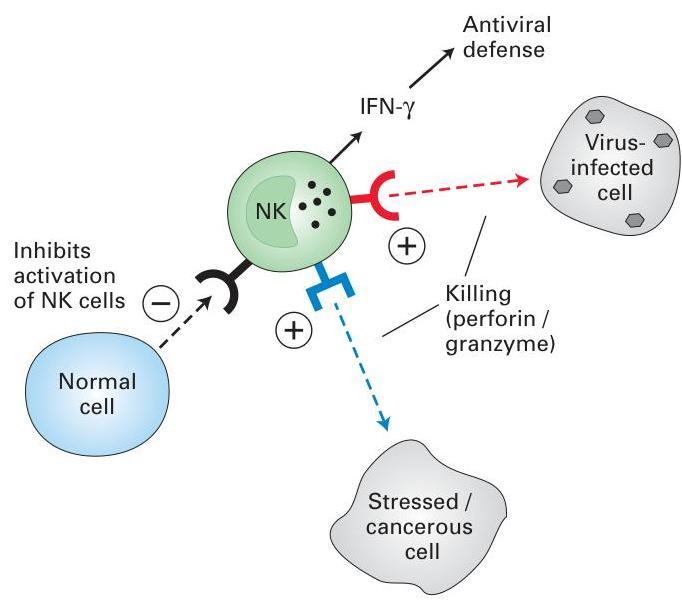 Antiviral
defense
IFN-γ
Virus-
infected
cell
NK
+
Inhibits
activation
of NK cells
−
Killing
(perforin /
granzyme)
+
Normal
cell
Stressed /
cancerous
cell